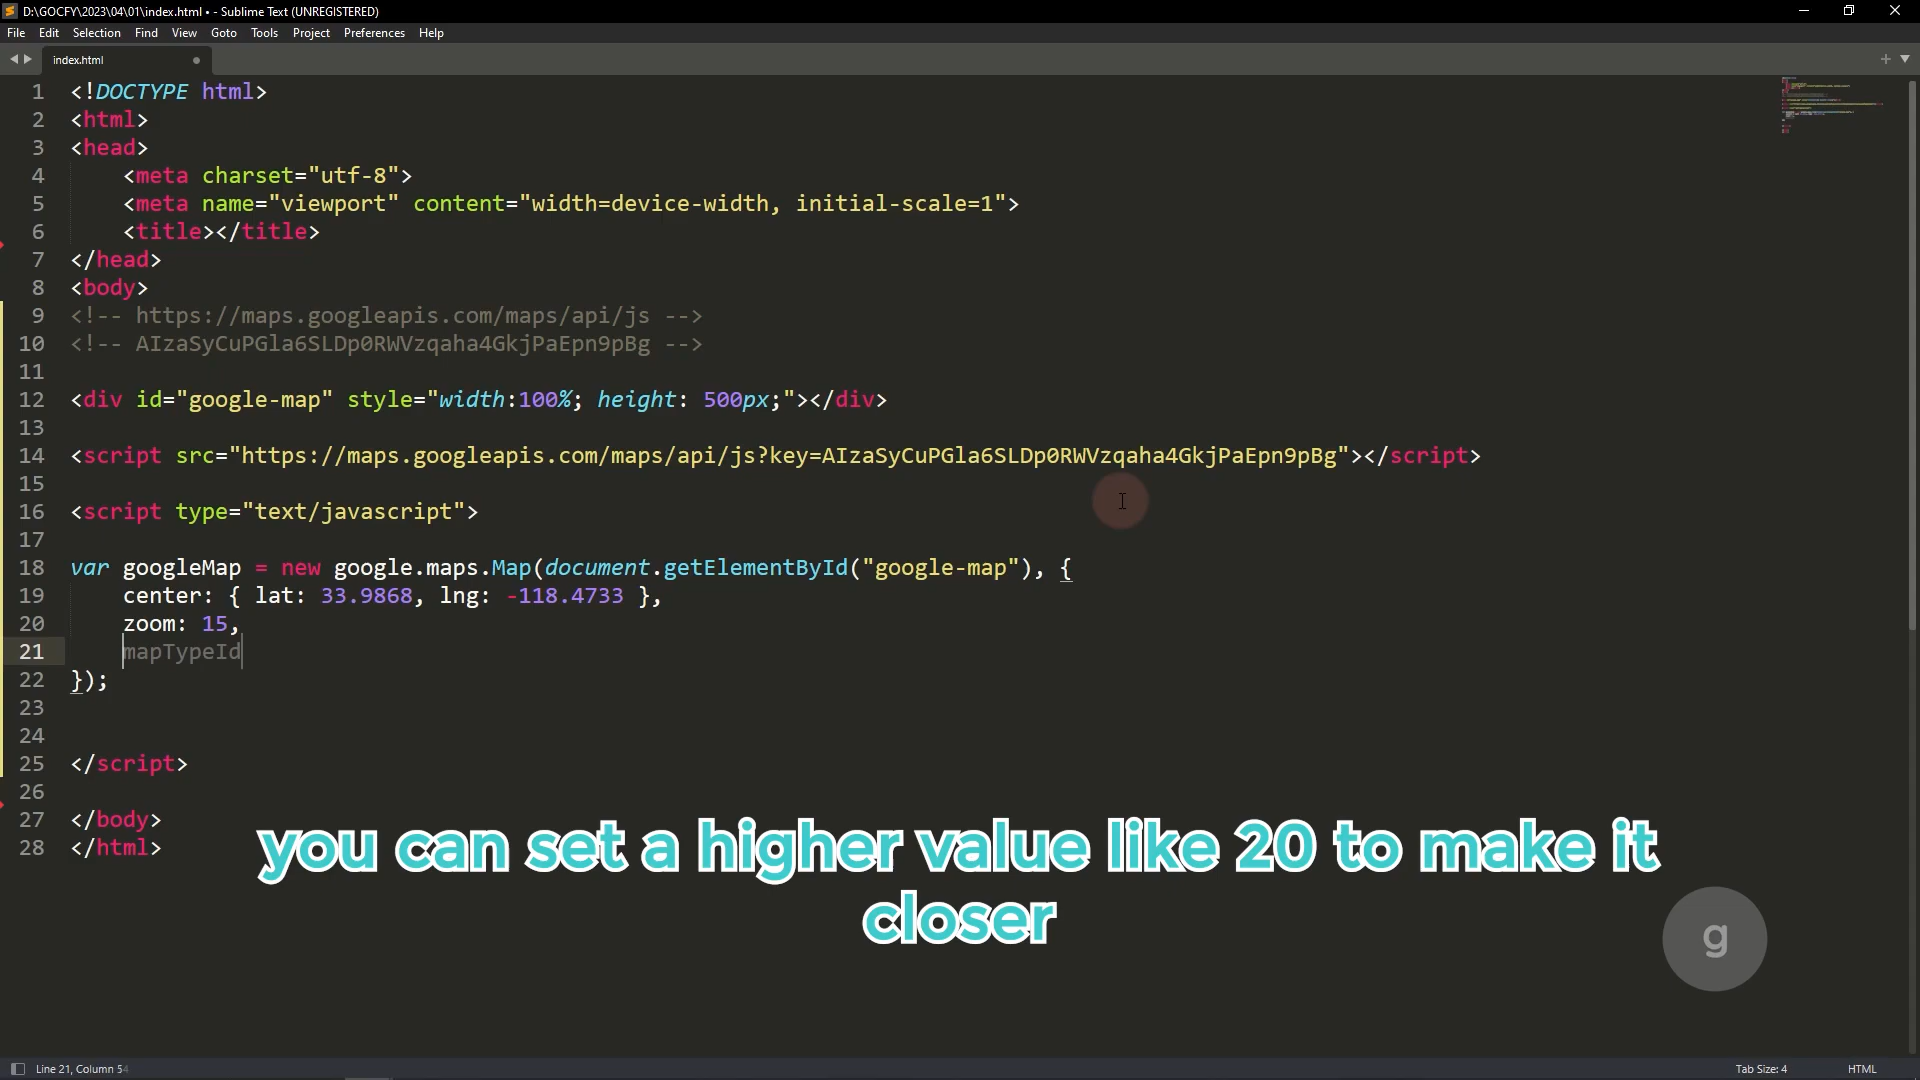 D:\GOCFY\2023\04\01\index.html • - Sublime Text (UNREGISTERED)
File Edit Selection Find View Goto Tools Project Preferences Help
index.html
1 <!DOCTYPE html>
2 <html>
3 <head>
4 <meta charset="utf-8">
5 <meta name="viewport" content="width=device-width, initial-scale=1">
6 <title></title>
7 </head>
8 <body>
9 <!-- https://maps.googleapis.com/maps/api/js -->
10 <!-- AIzaSyCuPGla6SLDp0RWVzqaha4GkjPaEpn9pBg -->
11
12 <div id="google-map" style="width:100%; height: 500px;"></div>
13
14 <script src="https://maps.googleapis.com/maps/api/js?key=AIzaSyCuPGla6SLDp0RWVzqaha4GkjPaEpn9pBg"></script>
15
16 <script type="text/javascript">
17
18 var googleMap = new google.maps.Map(document.getElementById("google-map"), {
19 center: { lat: 33.9868, lng: -118.4733 },
20 zoom: 15,
21 mapTypeId
22 });
23
24
25 </script>
26
27 </body>
28 </html>
you can set a higher value like 20 to make it
closer
g
Line 21, Column 5
Tab Size: 4 HTML